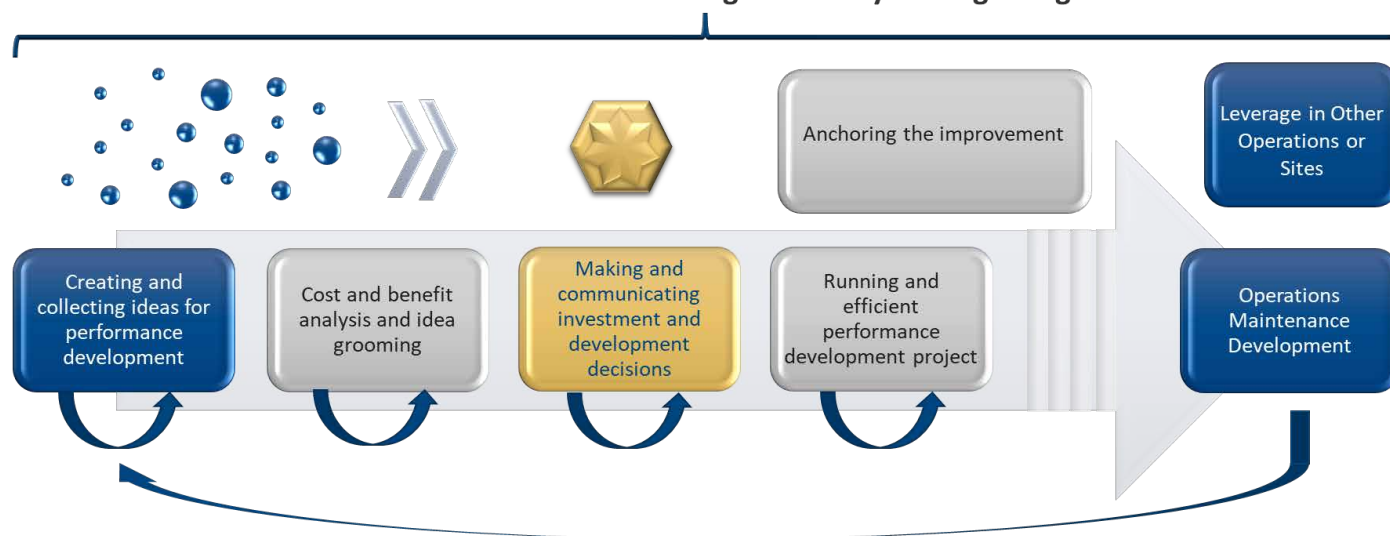 Anchoring the improvement
Leverage in Other
Operations or
Sites
Creating and
collecting ideas for
performance
development
Cost and benefit
analysis and idea
grooming
Making and
communicating
investment and
development
decisions
Running and
efficient
performance
development project
Operations
Maintenance
Development